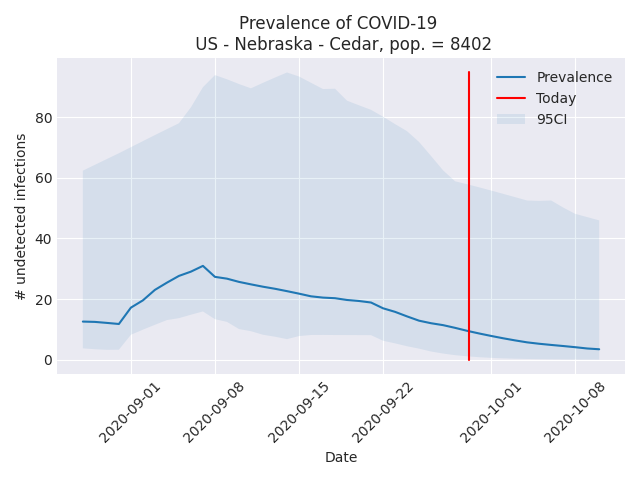 Prevalence of COVID-19
US - Nebraska - Cedar, pop. = 8402
Prevalence
Today
95CI
# undetected infections
80
60
40
20
0
2020-09-01
2020-09-08
2020-09-15
2020-09-22
2020-10-01
2020-10-08
Date